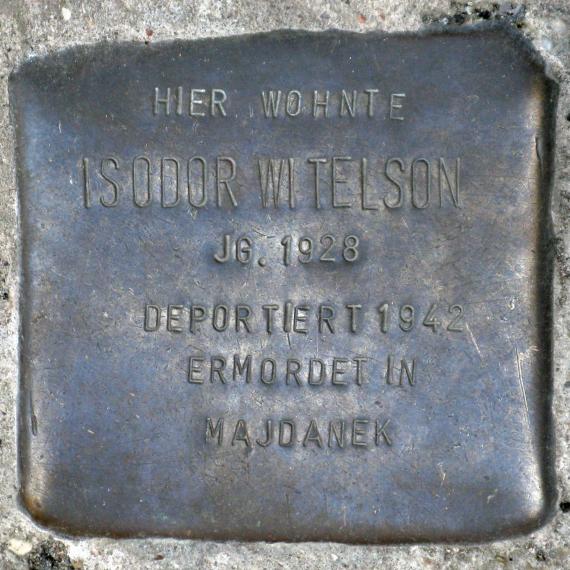 HIER WOHNTE
ISODOR WITELSON
JG. 1928
DEPORTIERT 1942
ERMORDET IN
MAJDANEK